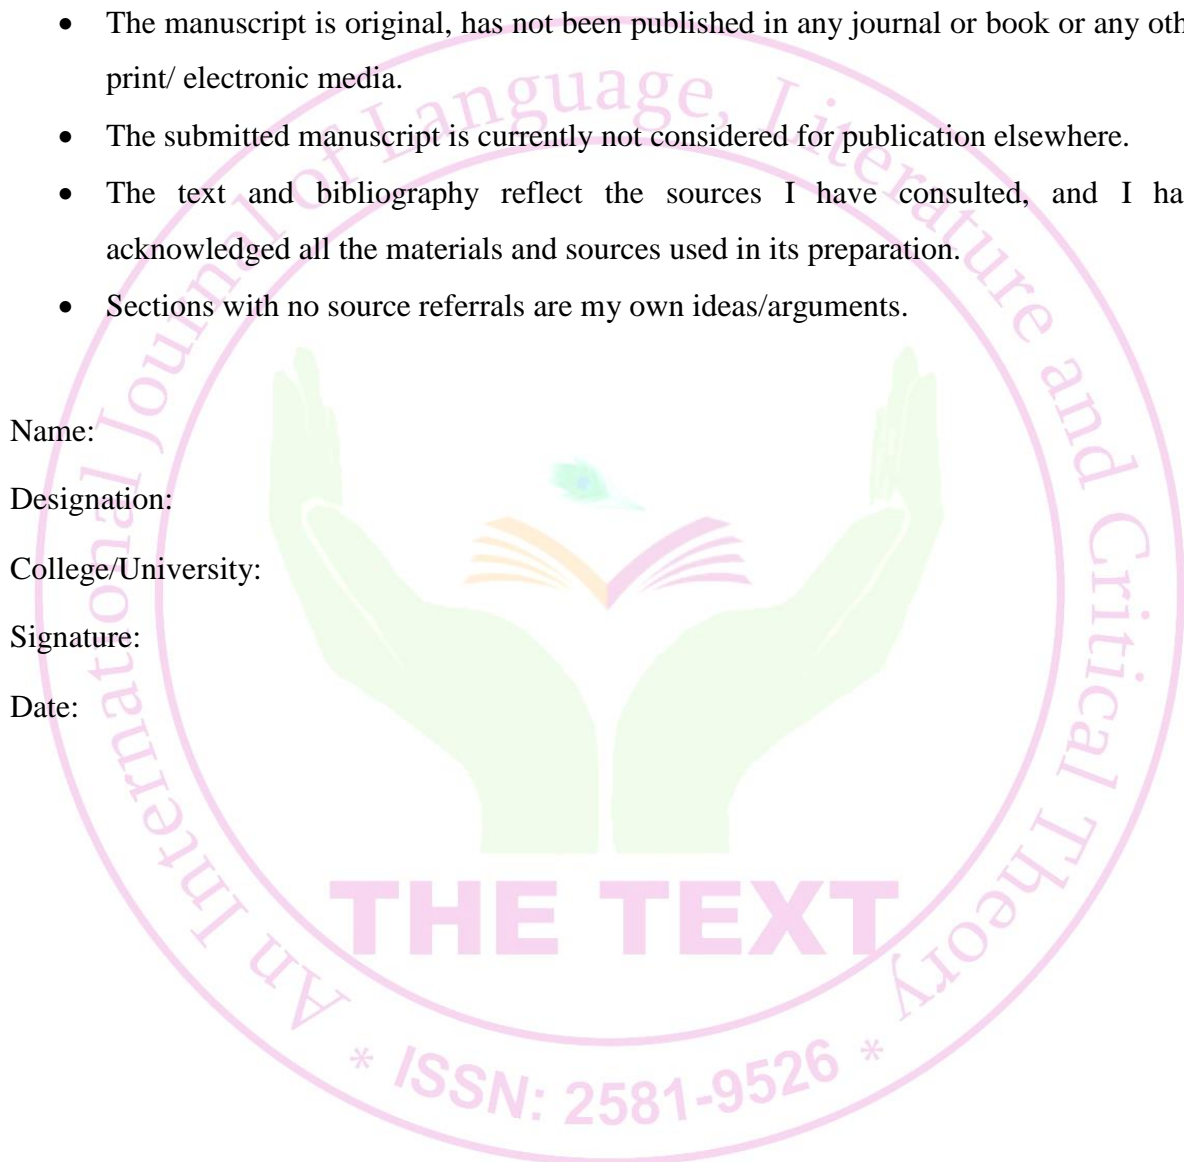 • The manuscript is original, has not been published in any journal or book or any oth
print/ electronic media.
• The submitted manuscript is currently not considered for publication elsewhere.
• The text and bibliography reflect the sources I have consulted, and I ha
acknowledged all the materials and sources used in its preparation.
• Sections with no source referrals are my own ideas/arguments.
Name:
Designation:
College/University:
Signature:
Date:
An International Journal of Language, Literature and Critical Theory
THE TEXT
* ISSN: 2581-9526 *